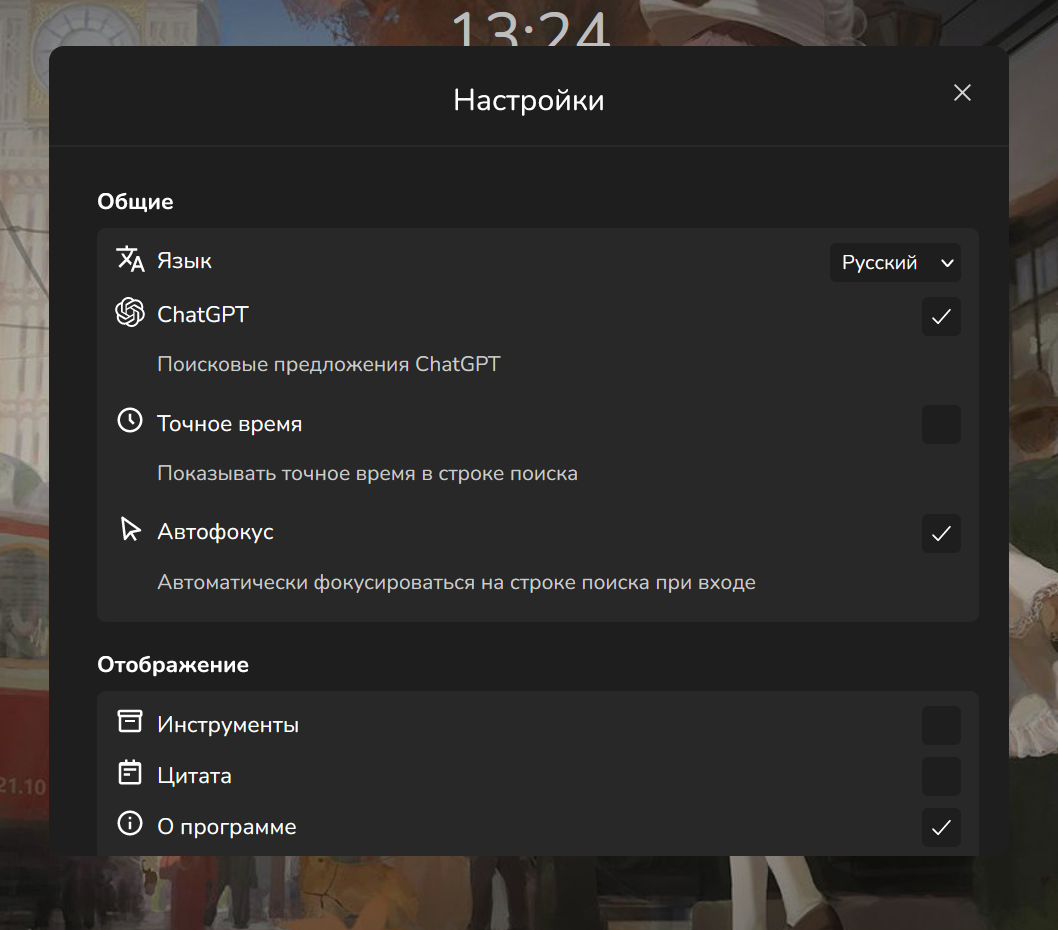 13:24
Настройки
Общие
Язык
Русский
ChatGPT
Поисковые предложения ChatGPT
Точное время
Показывать точное время в строке поиска
Автофокус
Автоматически фокусироваться на строке поиска при входе
Отображение
Инструменты
Цитата
21.10
О программе